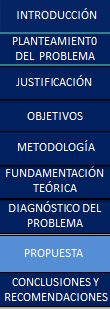 INTRODUCCIÓN
PLANTEAMIENTO
DEL PROBLEMA
JUSTIFICACIÓN
OBJETIVOS
METODOLOGÍA
FUNDAMENTACIÓN
TEÓRICA
DIAGNÓSTICO DEL
PROBLEMA
PROPUESTA
CONCLUSIONES Y
RECOMENDACIONES